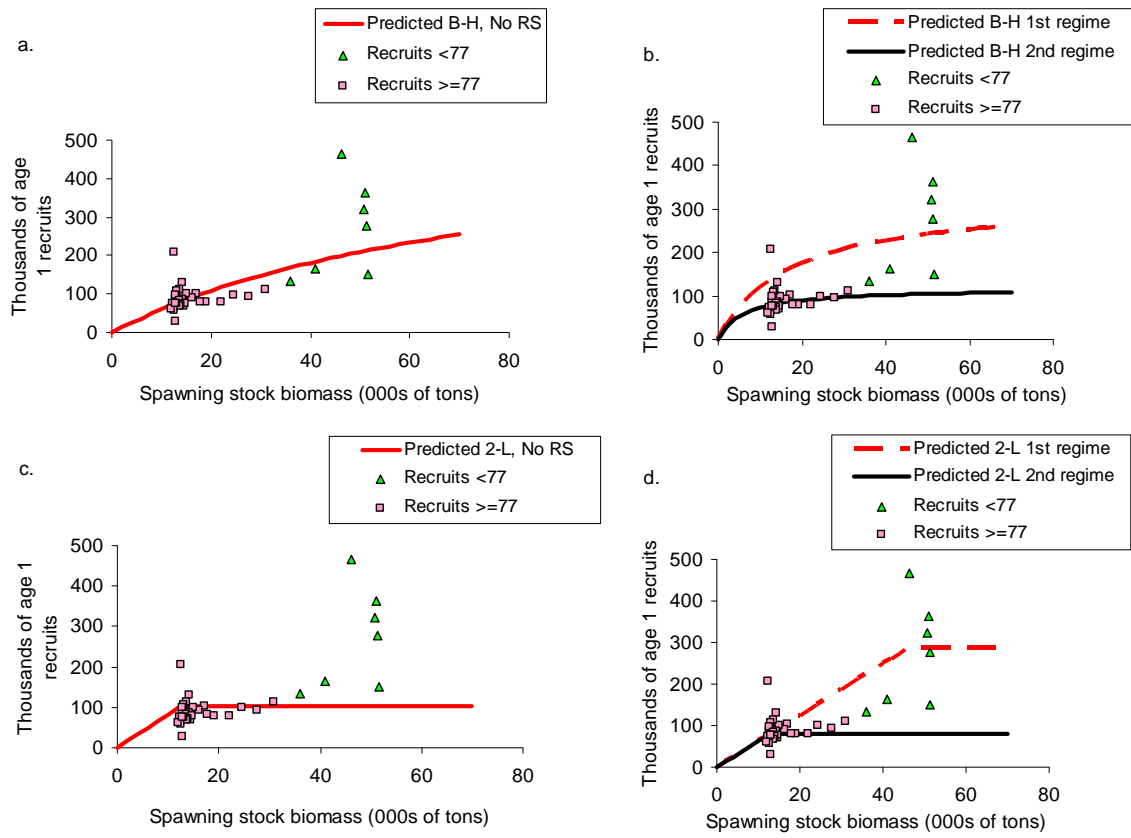 a.
Predicted B-H, No RS
Recruits <77
Recruits >=77
500
400
300
200
100
0
0 20 40 60 80
Thousands of age
1 recruits
Spawning stock biomass (000s of tons)
b.
Predicted B-H 1st regime
Predicted B-H 2nd regime
Recruits <77
Recruits >=77
500
400
300
200
100
0
0 20 40 60 80
Thousands of age 1 recruits
Spawning stock biomass (000s of tons)
c.
Predicted 2-L, No RS
Recruits <77
Recruits >=77
500
400
300
200
100
0
0 20 40 60 80
Thousands of age 1
recruits
Spawning stock biomass (000s of tons)
d.
Predicted 2-L 1st regime
Predicted 2-L 2nd regime
Recruits <77
Recruits >=77
500
400
300
200
100
0
0 20 40 60 80
Thousands of age 1 recruits
Spawning stock biomass (000s of tons)